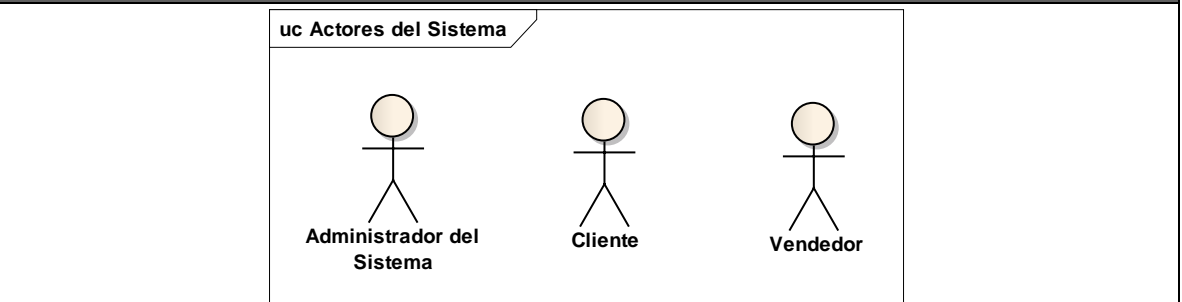 uc Actores del Sistema
Administrador del
Sistema
Cliente
Vendedor